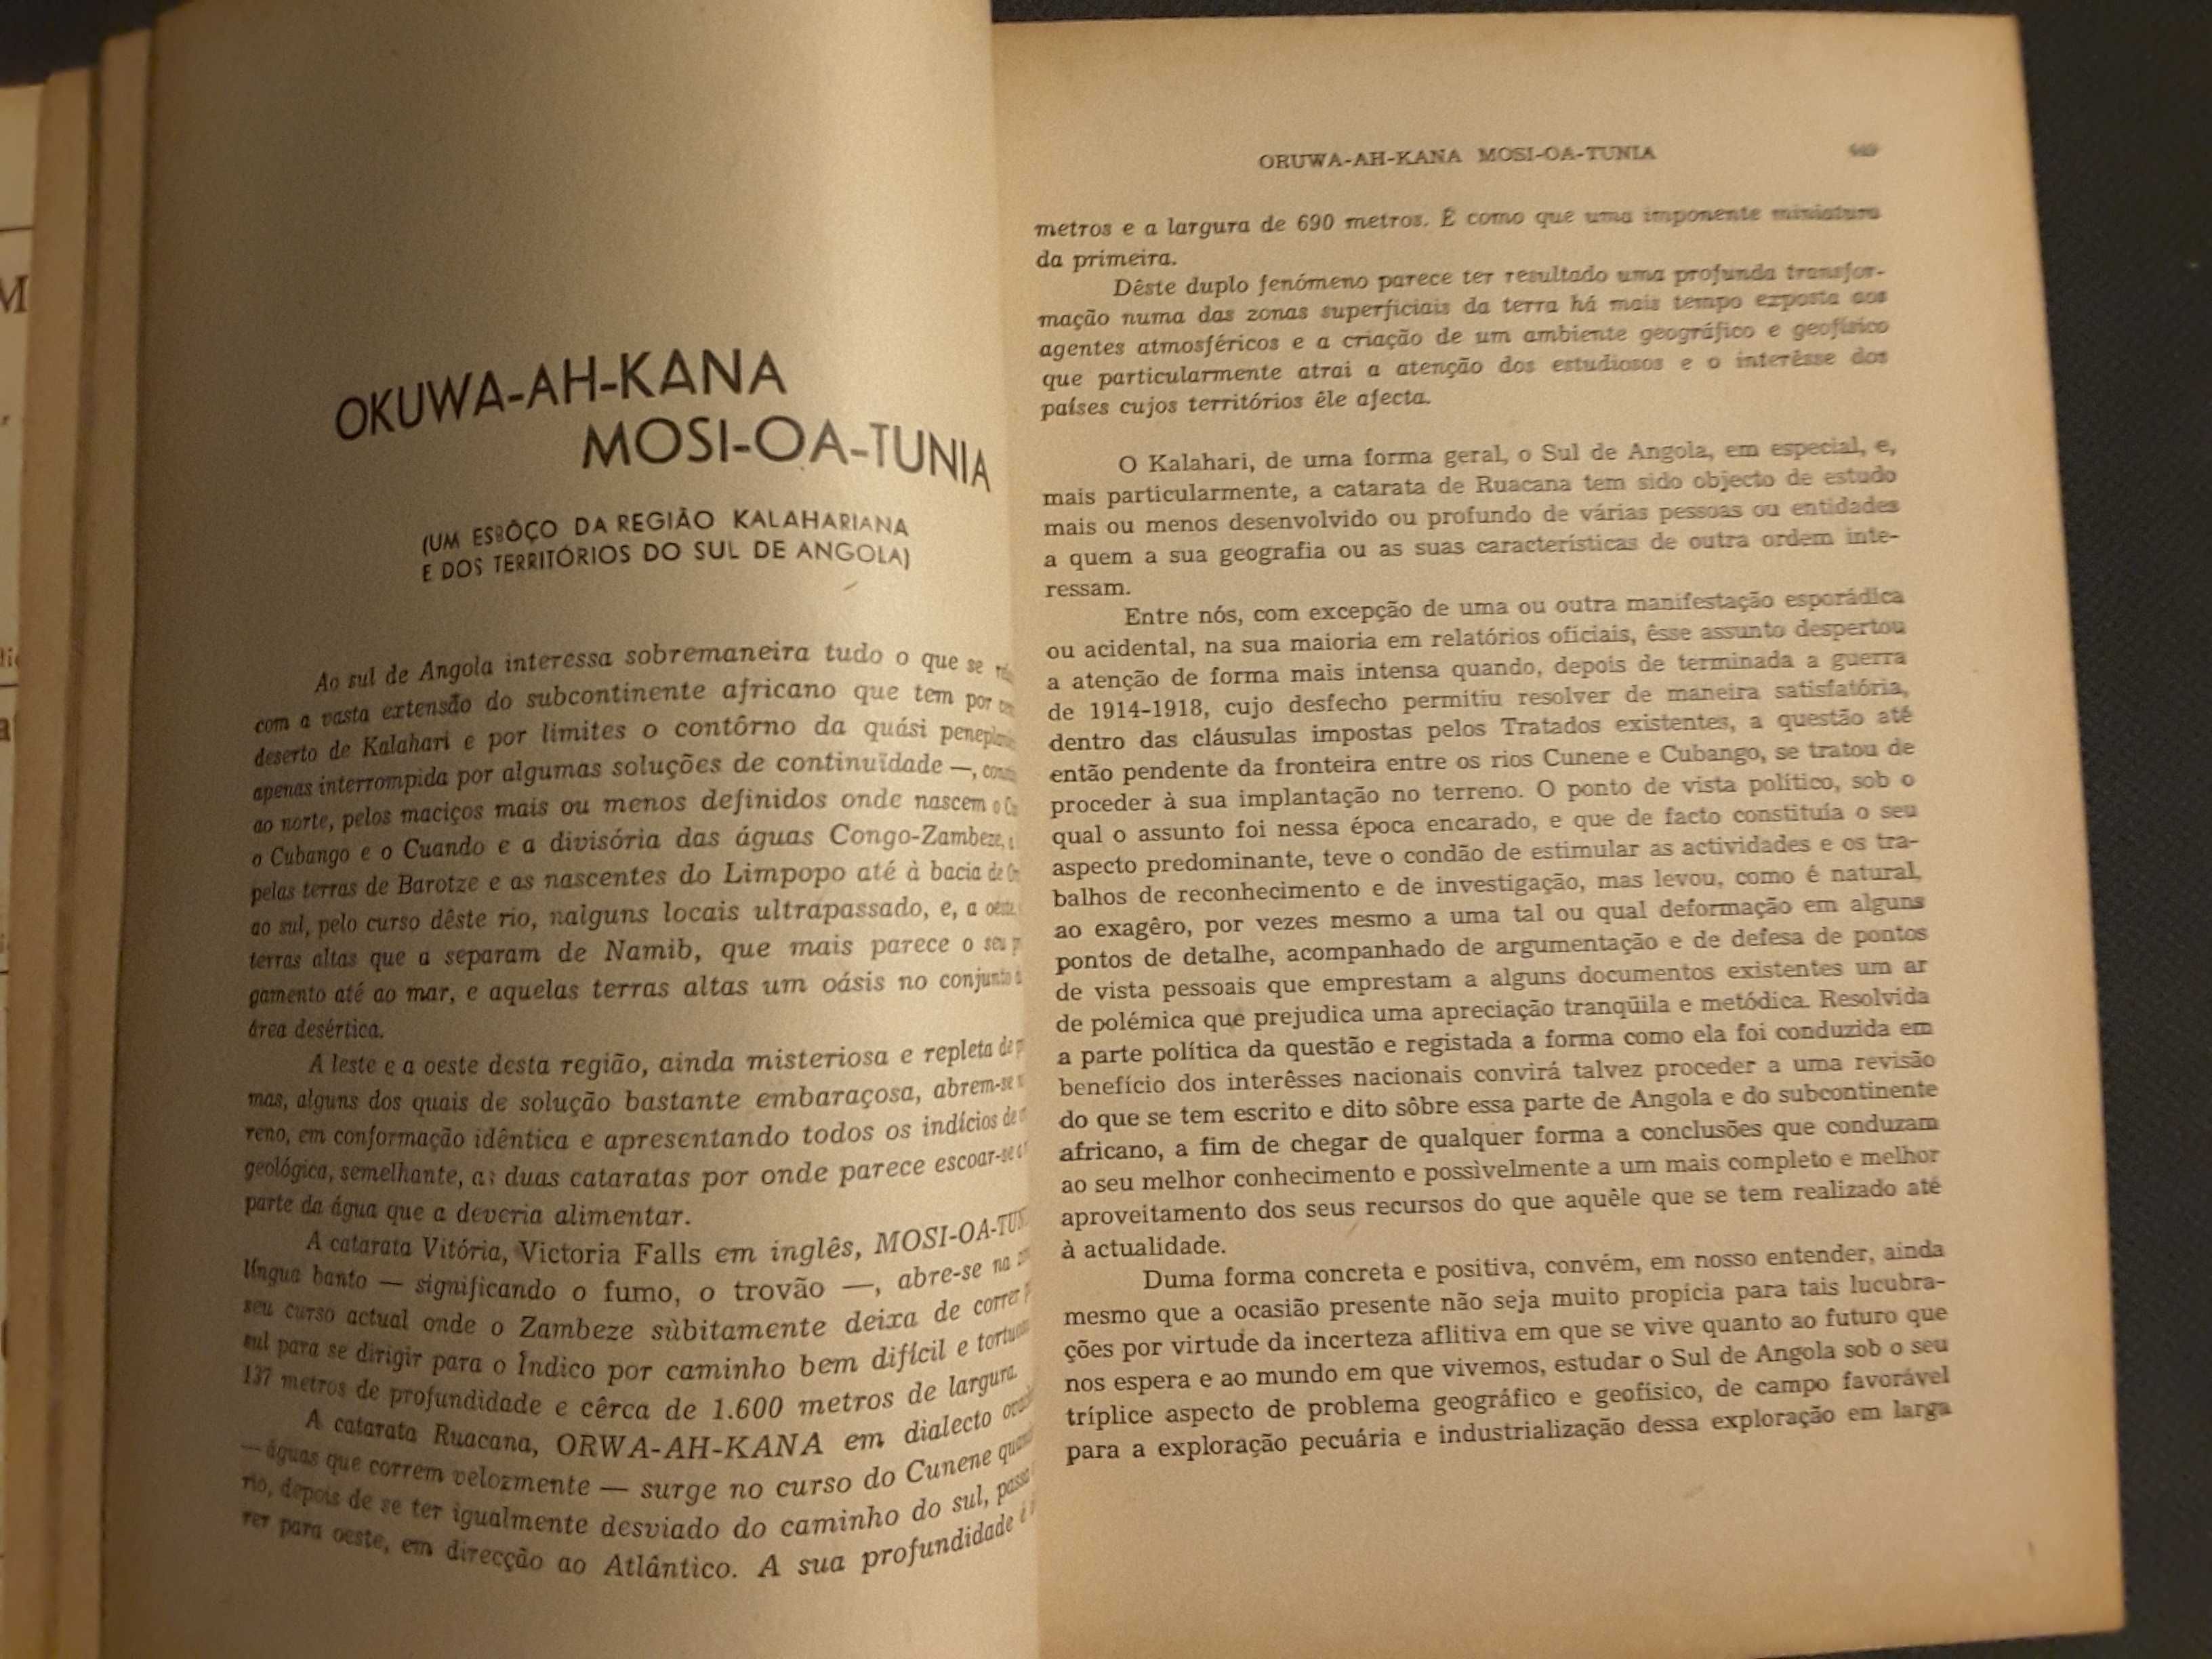 OKUWA-AH-KANA
MOSI-OA-TUNIA
(UM ESBÔÇO DA REGIÃO KALAHARIANA
E DOS TERRITÓRIOS DO SUL DE ANGOLA)
Ao sul de Angola interessa sobremaneira tudo o que se
com a vasta extensão do subcontinente africano que tem por
deserto de Kalahari e por limites o contôrno da quási
apenas interrompida por algumas soluções de continuïdade —,
ao norte, pelos maciços mais ou menos definidos onde nascem o
o Cubango e o Cuando e a divisória das águas Congo-Zambeze,
pelas terras de Barotze e as nascentes do Limpopo até à bacia de
ao sul, pelo curso dêste rio, nalguns locais ultrapassado, e, a oeste
terras altas que a separam de Namib, que mais parece o seu
gamento até ao mar, e aquelas terras altas um oásis no conjunto
área desértica.
A leste e a oeste desta região, ainda misteriosa e repleta de
mas, alguns dos quais de solução bastante embaraçosa, abrem-se
reno, em conformação idêntica e apresentando todos os indícios de
geológica, semelhante, as duas cataratas por onde parece escoar-se
parte da água que a deveria alimentar.
A catarata Vitória, Victoria Falls em inglês, MOSI-OA-TUN
língua banto — significando o fumo, o trovão —, abre-se na
seu curso actual onde o Zambeze sùbitamente deixa de correr
sul para se dirigir para o Índico por caminho bem difícil e
137 metros de profundidade e cêrca de 1.600 metros de largura.
A catarata Ruacana, ORWA-AH-KANA em dialecto
— águas que correm velozmente — surge no curso do Cunene
rio, depois de se ter igualmente desviado do caminho do sul, passa
rer para oeste, em direcção ao Atlântico. A sua profundidade é
ORUWA-AH-KANA MOSI-OA-TUNIA
metros e a largura de 690 metros. É como que uma imponente miniatura
da primeira.
Dêste duplo fenómeno parece ter resultado uma profunda transfor-
mação numa das zonas superficiais da terra há mais tempo exposta aos
agentes atmosféricos e a criação de um ambiente geográfico e geofísico
que particularmente atrai a atenção dos estudiosos e o interêsse dos
países cujos territórios êle afecta.
O Kalahari, de uma forma geral, o Sul de Angola, em especial, e,
mais particularmente, a catarata de Ruacana tem sido objecto de estudo
mais ou menos desenvolvido ou profundo de várias pessoas ou entidades
a quem a sua geografia ou as suas características de outra ordem inte-
ressam.
Entre nós, com excepção de uma ou outra manifestação esporádica
ou acidental, na sua maioria em relatórios oficiais, êsse assunto despertou
a atenção de forma mais intensa quando, depois de terminada a guerra
de 1914-1918, cujo desfecho permitiu resolver de maneira satisfatória,
dentro das cláusulas impostas pelos Tratados existentes, a questão até
então pendente da fronteira entre os rios Cunene e Cubango, se tratou de
proceder à sua implantação no terreno. O ponto de vista político, sob o
qual o assunto foi nessa época encarado, e que de facto constituía o seu
aspecto predominante, teve o condão de estimular as actividades e os tra-
balhos de reconhecimento e de investigação, mas levou, como é natural,
ao exagêro, por vezes mesmo a uma tal ou qual deformação em alguns
pontos de detalhe, acompanhado de argumentação e de defesa de pontos
de vista pessoais que emprestam a alguns documentos existentes um ar
de polémica que prejudica uma apreciação tranqüila e metódica. Resolvida
a parte política da questão e registada a forma como ela foi conduzida em
benefício dos interêsses nacionais convirá talvez proceder a uma revisão
do que se tem escrito e dito sôbre essa parte de Angola e do subcontinente
africano, a fim de chegar de qualquer forma a conclusões que conduzam
ao seu melhor conhecimento e possìvelmente a um mais completo e melhor
aproveitamento dos seus recursos do que aquêle que se tem realizado até
à actualidade.
Duma forma concreta e positiva, convém, em nosso entender, ainda
mesmo que a ocasião presente não seja muito propícia para tais lucubra-
ções por virtude da incerteza aflitiva em que se vive quanto ao futuro que
nos espera e ao mundo em que vivemos, estudar o Sul de Angola sob o seu
tríplice aspecto de problema geográfico e geofísico, de campo favorável
para a exploração pecuária e industrialização dessa exploração em larga